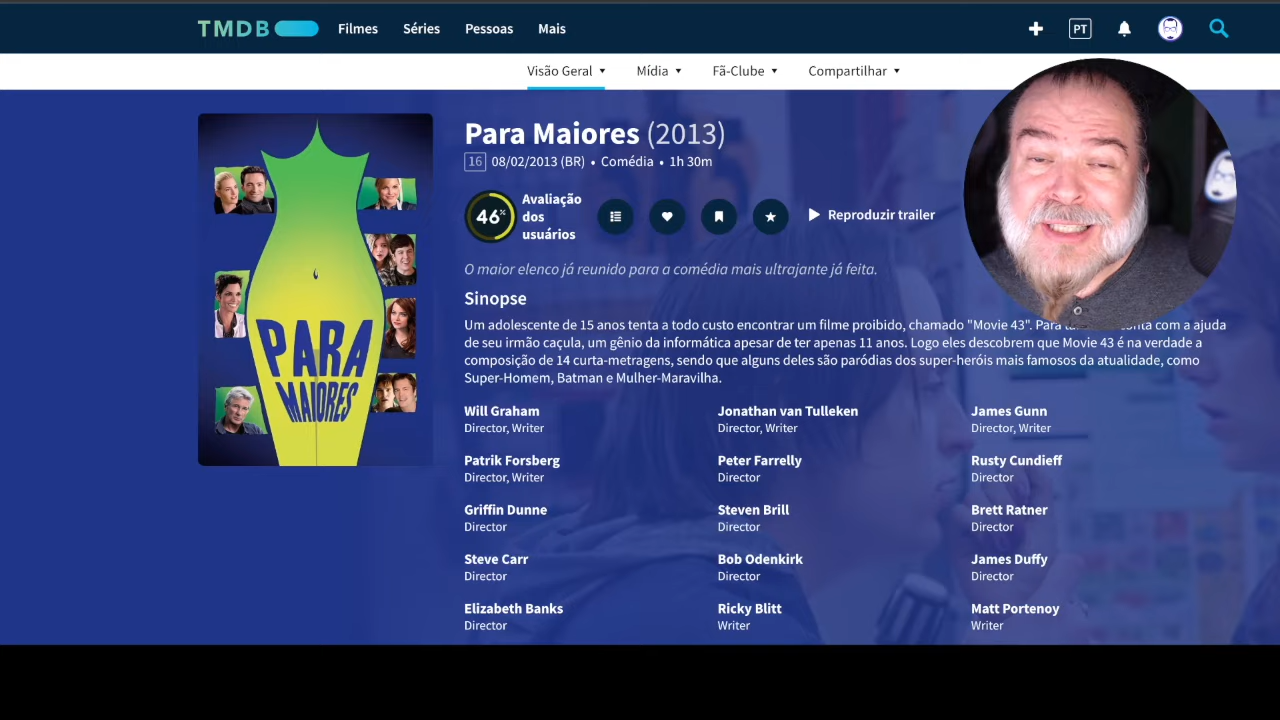 TMDB
Filmes
Séries
Pessoas
Mais
PT
Visão Geral
Mídia
Fã-Clube
Compartilhar
PARA
MAIORES
Para Maiores (2013)
16 08/02/2013 (BR) • Comédia • 1h 30m
46%
Avaliação
dos
usuários
Reproduzir trailer
O maior elenco já reunido para a comédia mais ultrajante já feita.
Sinopse
Um adolescente de 15 anos tenta a todo custo encontrar um filme proibido, chamado "Movie 43". Para com a ajuda
de seu irmão caçula, um gênio da informática apesar de ter apenas 11 anos. Logo eles descobrem que Movie 43 é na verdade a
composição de 14 curta-metragens, sendo que alguns deles são paródias dos super-heróis mais famosos da atualidade, como
Super-Homem, Batman e Mulher-Maravilha.
Will Graham
Director, Writer
Jonathan van Tulleken
Director, Writer
James Gunn
Director, Writer
Patrik Forsberg
Director, Writer
Peter Farrelly
Director
Rusty Cundieff
Director
Griffin Dunne
Director
Steven Brill
Director
Brett Ratner
Director
Steve Carr
Director
Bob Odenkirk
Director
James Duffy
Director
Elizabeth Banks
Director
Ricky Blitt
Writer
Matt Portenoy
Writer